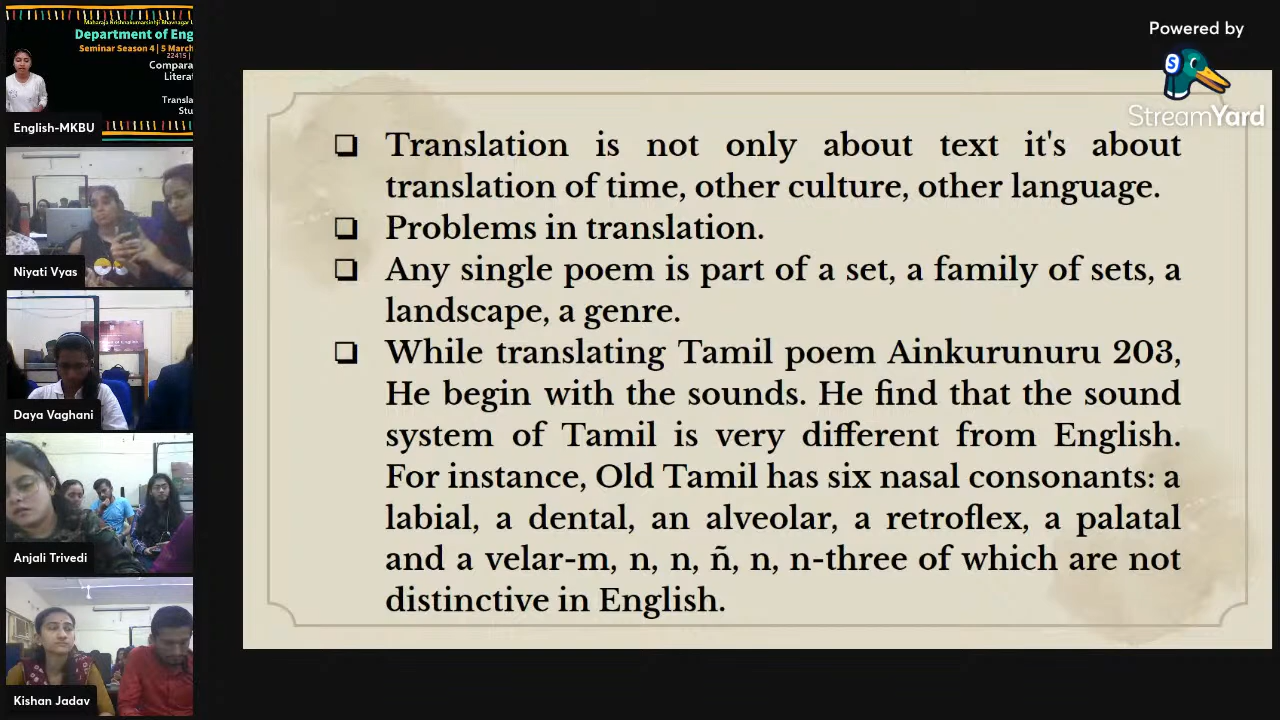 Maharaja Krishnakumarsinhji Bhavnagar
Department of Eng
Seminar Season 4 | 5 March
22415 |
Compara
Literat
Transla
Stu
English-MKBU
Niyati Vyas
Daya Vaghani
Anjali Trivedi
Kishan Jadav
Powered by
StreamYard
❑ Translation is not only about text it's about
translation of time, other culture, other language.
❑ Problems in translation.
❑ Any single poem is part of a set, a family of sets, a
landscape, a genre.
❑ While translating Tamil poem Ainkurunuru 203,
He begin with the sounds. He find that the sound
system of Tamil is very different from English.
For instance, Old Tamil has six nasal consonants: a
labial, a dental, an alveolar, a retroflex, a palatal
and a velar-m, n, n, ñ, n, n-three of which are not
distinctive in English.